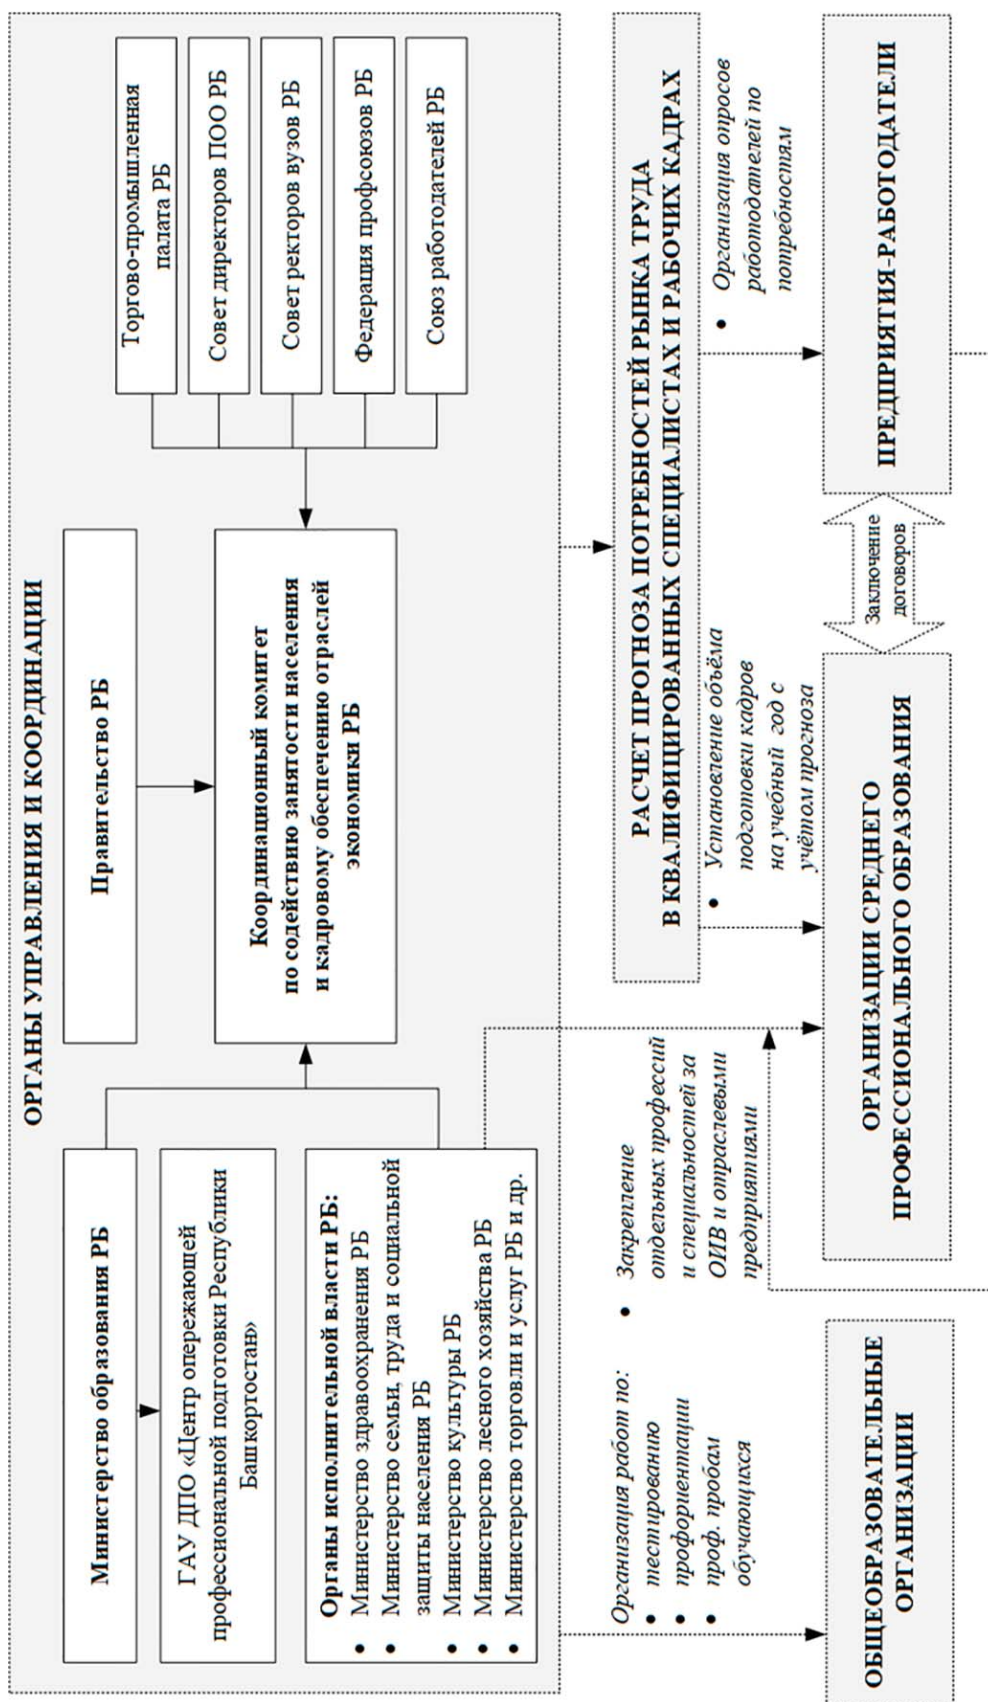 ОРГАНЫ УПРАВЛЕНИЯ И КООРДИНАЦИИ
Министерство образования РБ
ГАУ ДПО «Центр опережающей
профессиональной подготовки Республики
Башкортостан»
Органы исполнительной власти РБ:
• Министерство здравоохранения РБ
• Министерство семьи, труда и социальной
защиты населения РБ
• Министерство культуры РБ
• Министерство лесного хозяйства РБ
• Министерство торговли и услуг РБ и др.
Правительство РБ
Координационный комитет
по содействию занятости населения
и кадровому обеспечению отраслей
экономики РБ
Торгово-промышленная
палата РБ
Совет директоров ПОО РБ
Совет ректоров вузов РБ
Федерация профсоюзов РБ
Союз работодателей РБ
РАСЧЕТ ПРОГНОЗА ПОТРЕБНОСТЕЙ РЫНКА ТРУДА
В КВАЛИФИЦИРОВАННЫХ СПЕЦИАЛИСТАХ И РАБОЧИХ КАДРАХ
Организация работ по:
• тестированию
• профориентации
• проф. пробам
обучающихся
• Закрепление
отдельных профессий
и специальностей за
ОИВ и отраслевыми
предприятиями
• Установление объёма
подготовки кадров
на учебный год с
учётом прогноза
• Организация опросов
работодателей по
потребностям
ОБЩЕОБРАЗОВАТЕЛЬНЫЕ
ОРГАНИЗАЦИИ
ОРГАНИЗАЦИИ СРЕДНЕГО
ПРОФЕССИОНАЛЬНОГО ОБРАЗОВАНИЯ
Заключение
договоров
ПРЕДПРИЯТИЯ-РАБОТОДАТЕЛИ